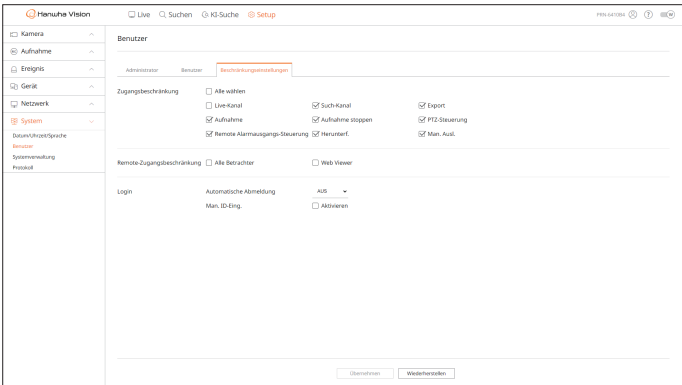 Hanwha Vision Live Suchen KI-Suche Setup PRN-6410B4 ?
Kamera
Aufnahme
Ereignis
Gerät
Netzwerk
System
Datum/Uhrzeit/Sprache
Benutzer
Systemverwaltung
Protokoll
Benutzer
Administrator Benutzer Beschränkungseinstellungen
Zugangsbeschränkung Alle wählen
Live-Kanal Such-Kanal Export
Aufnahme Aufnahme stoppen PTZ-Steuerung
Remote Alarmausgangs-Steuerung Herunterf. Man. Ausl.
Remote-Zugangsbeschränkung Alle Betrachter Web Viewer
Login Automatische Abmeldung AUS
Man. ID-Eing. Aktivieren
Übernehmen Wiederherstellen